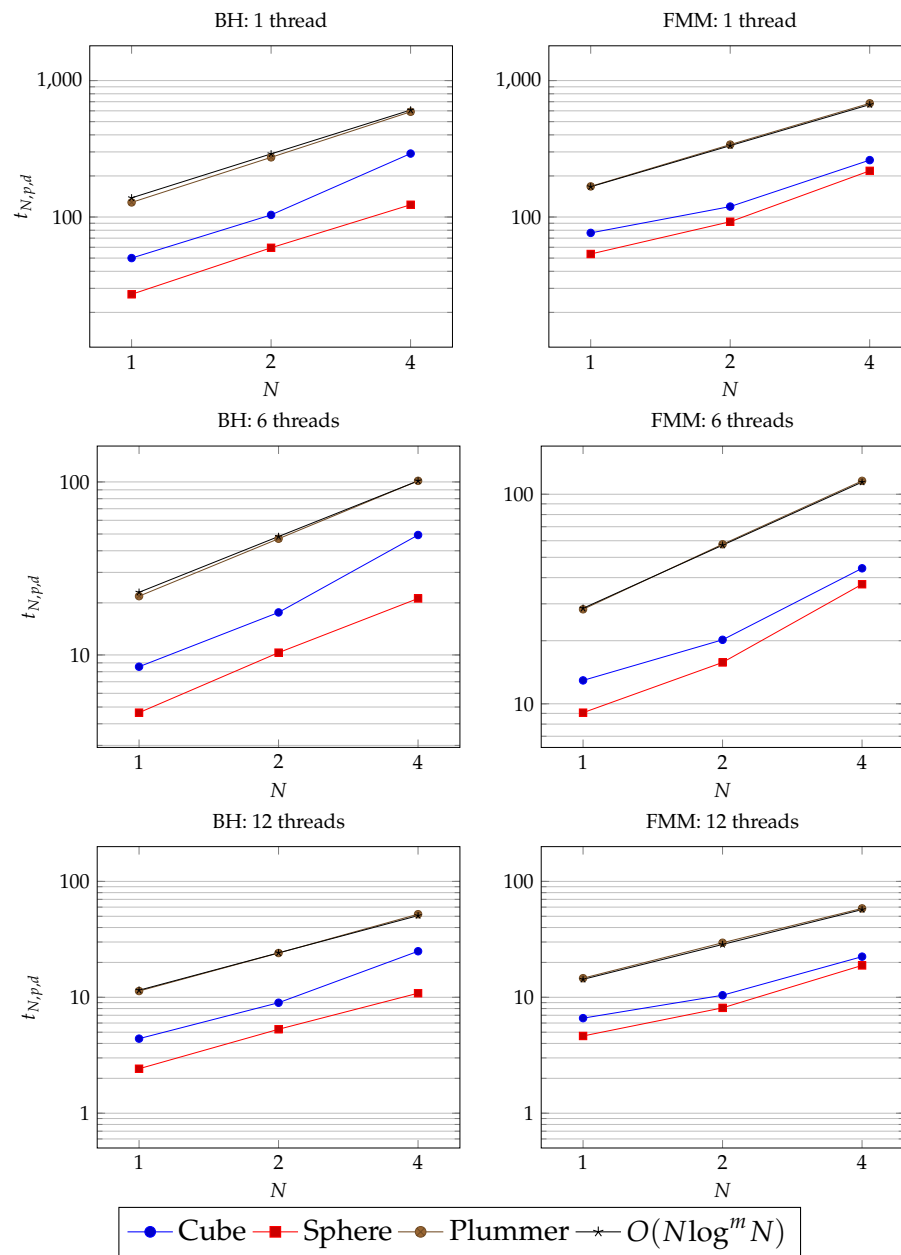 BH: 1 thread
1,000
100
t_{N,p,d}
1 2 4
N
FMM: 1 thread
1,000
100
1 2 4
N
BH: 6 threads
100
10
t_{N,p,d}
1 2 4
N
FMM: 6 threads
100
10
1 2 4
N
BH: 12 threads
100
10
1
t_{N,p,d}
1 2 4
N
FMM: 12 threads
100
10
1
1 2 4
N
Cube Sphere Plummer O(N log^m N)